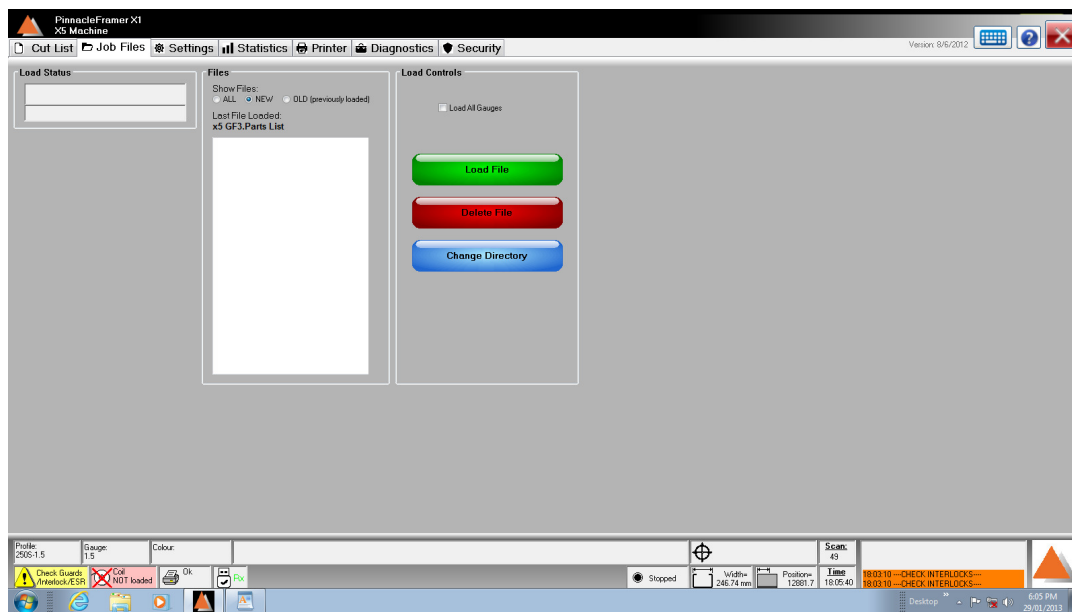 PinnacleFramer X1
X5 Machine
Cut List Job Files Settings Statistics Printer Diagnostics Security
Version: 8/6/2012
Load Status
Files
Show Files:
ALL NEW OLD (previously loaded)
Last File Loaded:
x5 GF3.Parts List
Load Controls
Load All Gauges
Load File
Delete File
Change Directory
Profile:
250S-1.5
Gauge:
1.5
Colour:
Scan:
49
Check Guards
/Interlock/ESR
Coil
NOT loaded
Ok
Flx
Stopped
Width=
246.74 mm
Position=
12881.7
Time
18:05:40
18:03:10 ---CHECK INTERLOCKS---
18:03:10 ---CHECK INTERLOCKS---
Desktop
6:05 PM
29/01/2013